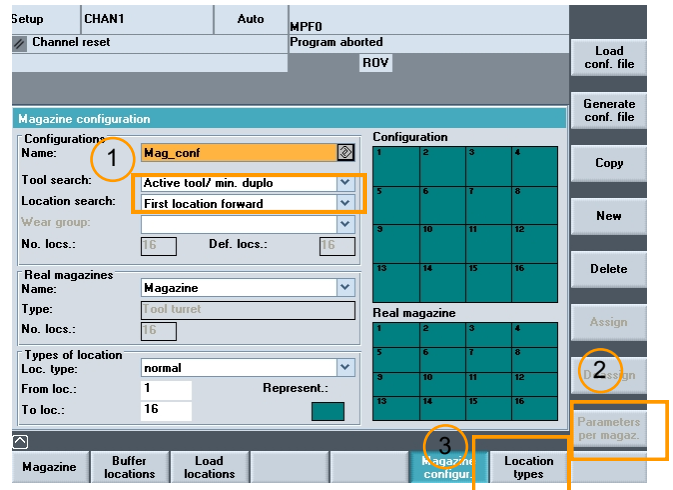 Setup CHAN1 Auto MPF0
Channel reset Program aborted
ROV
Magazine configuration
Configurations
Name: Mag_conf
1
Tool search: Active tool/ min. duplo
Location search: First location forward
Wear group:
No. locs.: 16 Def. locs.: 16
Real magazines
Name: Magazine
Type: Tool turret
No. locs.: 16
Types of location
Loc. type: normal
From loc.: 1 Represent.:
To loc.: 16
Configuration
1 2 3 4
5 6 7 8
9 10 11 12
13 14 15 16
Real magazine
1 2 3 4
5 6 7 8
9 10 11 12
13 14 15 16
Load
conf. file
Generate
conf. file
Copy
New
Delete
Assign
2
Parameters
per magaz.
3
Magazine
Buffer
locations
Load
locations
Magazine
configur.
Location
types